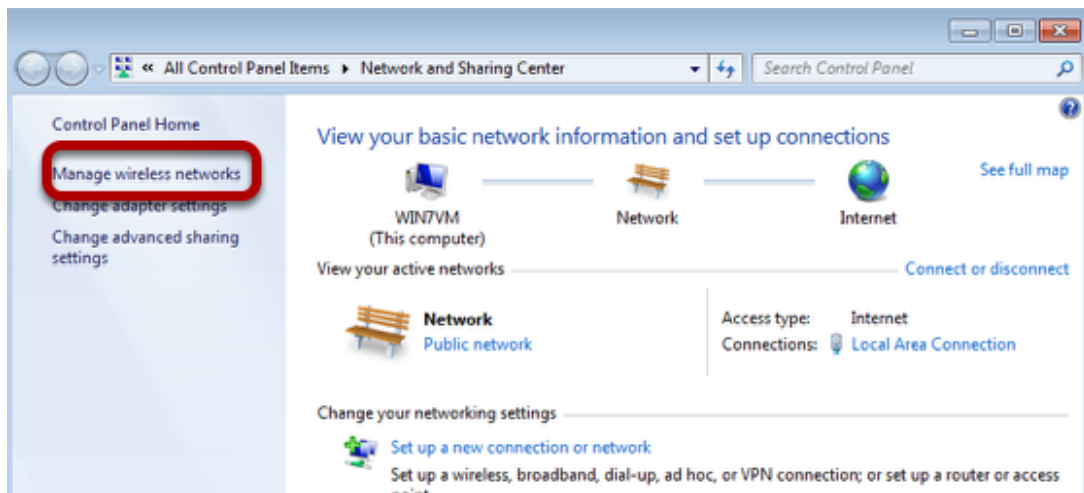 « All Control Panel Items ▸ Network and Sharing Center
Search Control Panel
Control Panel Home
Manage wireless networks
Change adapter settings
Change advanced sharing
settings
View your basic network information and set up connections
See full map
WIN7VM
(This computer)
Network
Internet
View your active networks
Connect or disconnect
Network
Public network
Access type: Internet
Connections: Local Area Connection
Change your networking settings
Set up a new connection or network
Set up a wireless, broadband, dial-up, ad hoc, or VPN connection; or set up a router or access